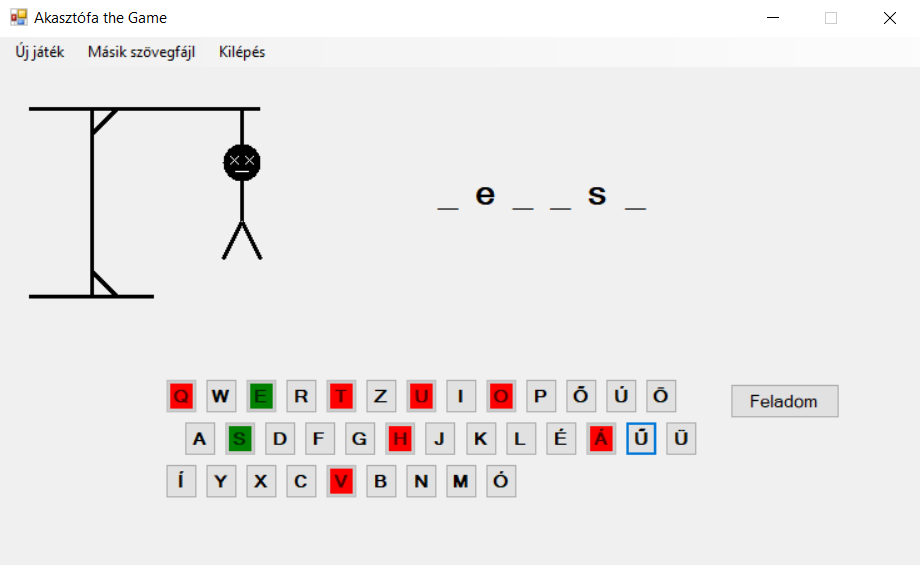 Akasztófa the Game
Új játék Másik szövegfájl Kilépés
_ e _ _ s _
Q W E R T Z U I O P Ő Ú Ö
Feladom
A S D F G H J K L É Á Ű Ü
Í Y X C V B N M Ó